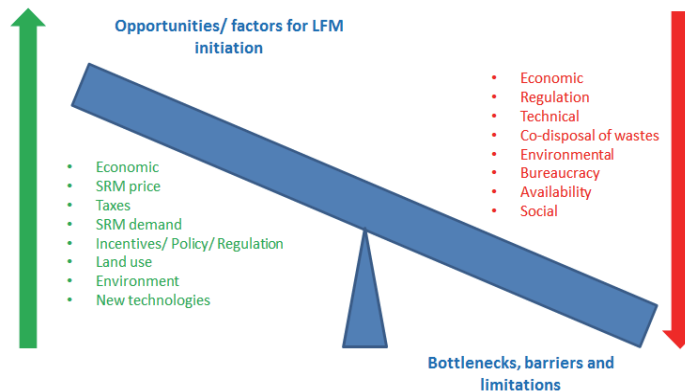 Opportunities/ factors for LFM
initiation
• Economic
• Regulation
• Technical
• Co-disposal of wastes
• Environmental
• Bureaucracy
• Availability
• Social
• Economic
• SRM price
• Taxes
• SRM demand
• Incentives/ Policy/ Regulation
• Land use
• Environment
• New technologies
Bottlenecks, barriers and
limitations